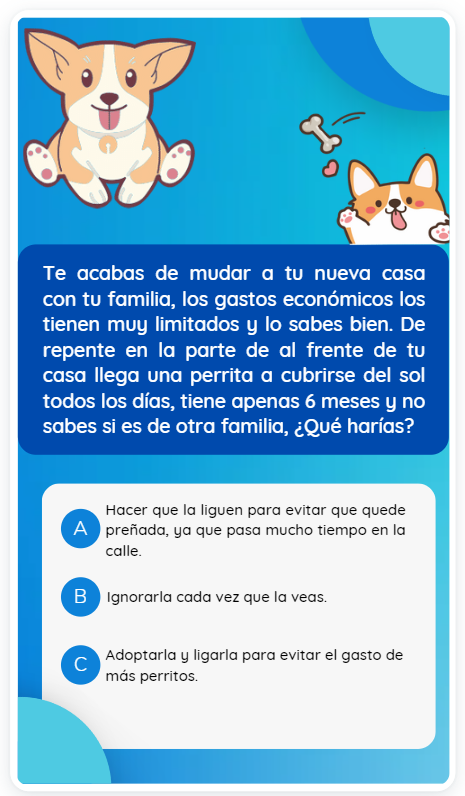 Te acabas de mudar a tu nueva casa
con tu familia, los gastos económicos los
tienen muy limitados y lo sabes bien. De
repente en la parte de al frente de tu
casa llega una perrita a cubrirse del sol
todos los días, tiene apenas 6 meses y no
sabes si es de otra familia, ¿Qué harías?
A
Hacer que la liguen para evitar que quede
preñada, ya que pasa mucho tiempo en la
calle.
B
Ignorarla cada vez que la veas.
C
Adoptarla y ligarla para evitar el gasto de
más perritos.